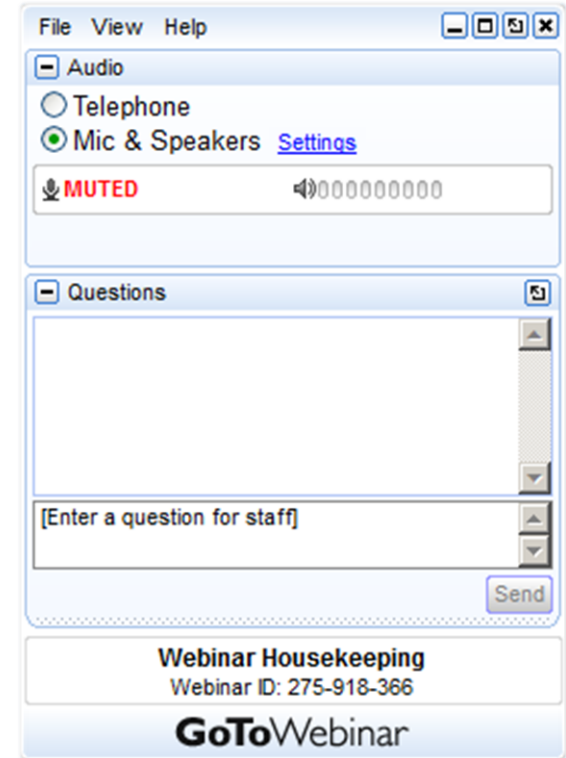 File View Help
Audio
Telephone
Mic & Speakers Settings
MUTED
Questions
[Enter a question for staff]
Send
Webinar Housekeeping
Webinar ID: 275-918-366
GoToWebinar